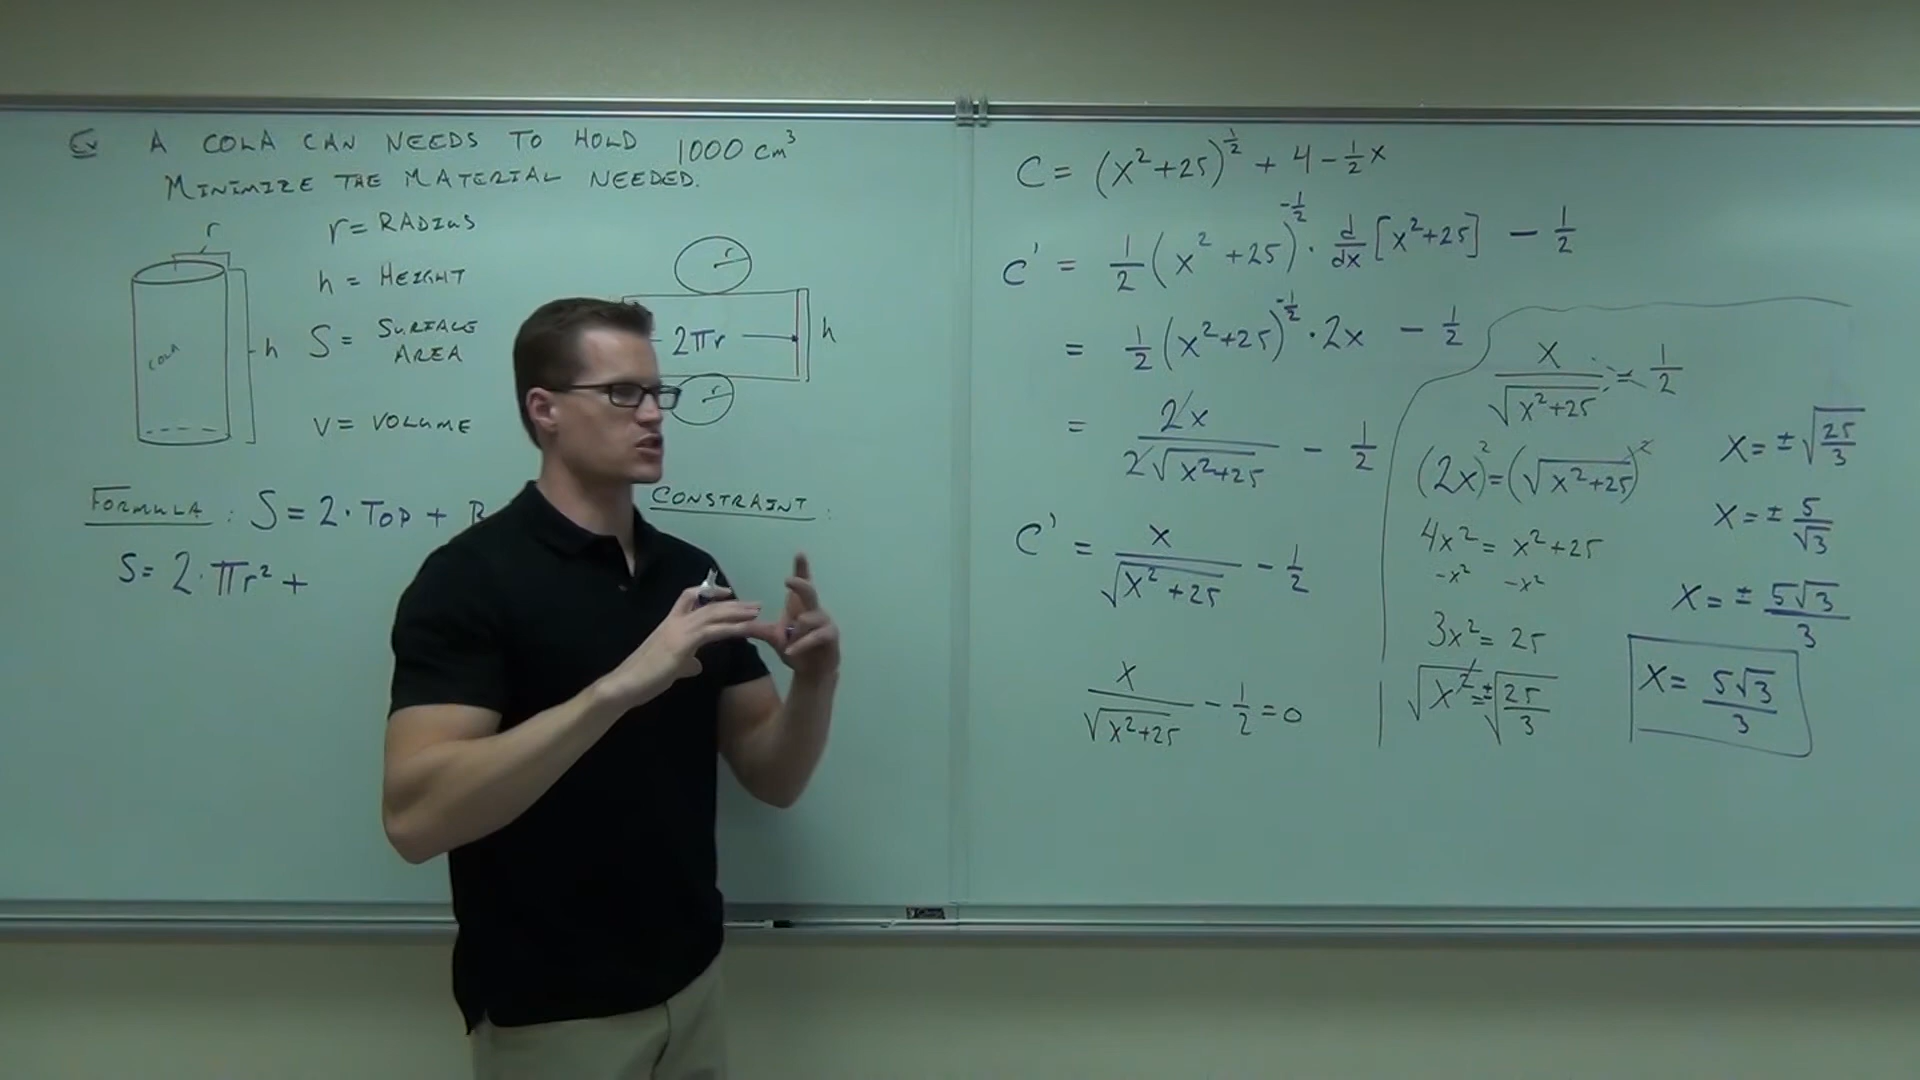 Ex A COLA CAN NEEDS TO HOLD 1000 cm³
MINIMIZE THE MATERIAL NEEDED.
r
r = RADIUS
h = HEIGHT
S = SURFACE AREA
V = VOLUME
COLA
h
r
2πr
h
r
FORMULA : S = 2 · TOP +
S = 2 · πr² +
CONSTRAINT :
C = (x² + 25)^{1/2} + 4 - 1/2 x
C' = 1/2 (x² + 25)^{-1/2} · d/dx [x² + 25] - 1/2
= 1/2 (x² + 25)^{-1/2} · 2x - 1/2
= 2x / 2√(x² + 25) - 1/2
C' = x / √(x² + 25) - 1/2
x / √(x² + 25) - 1/2 = 0
x / √(x² + 25) = 1/2
(2x)² = (√(x² + 25))²
4x² = x² + 25
-x² -x²
3x² = 25
√x² = ±√(25/3)
x = ± √(25/3)
x = ± 5/√3
x = ± 5√3/3
x = 5√3/3